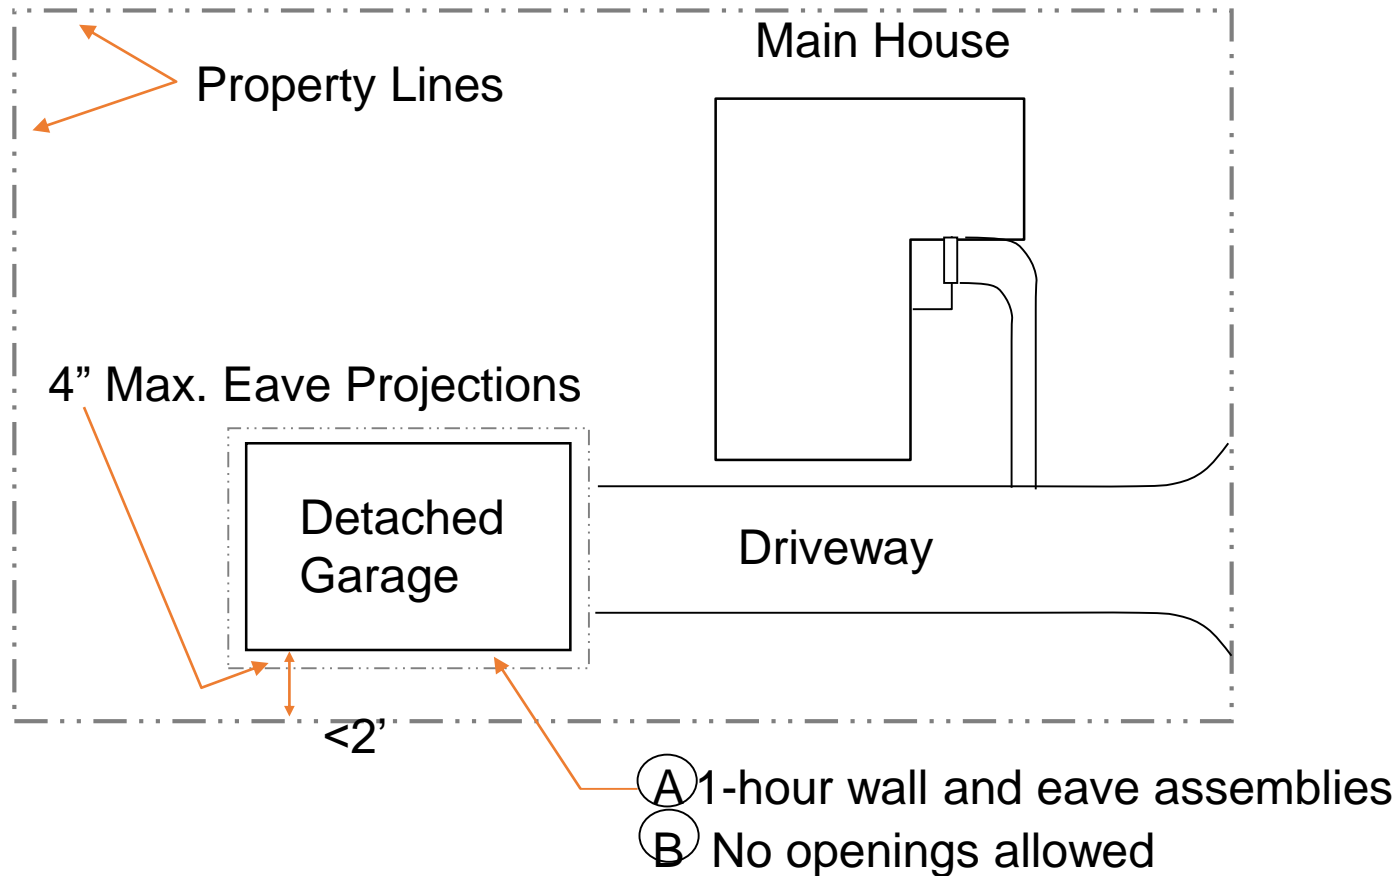 Main House
Property Lines
4” Max. Eave Projections
Detached
Garage
Driveway
<2’
A 1-hour wall and eave assemblies
B No openings allowed